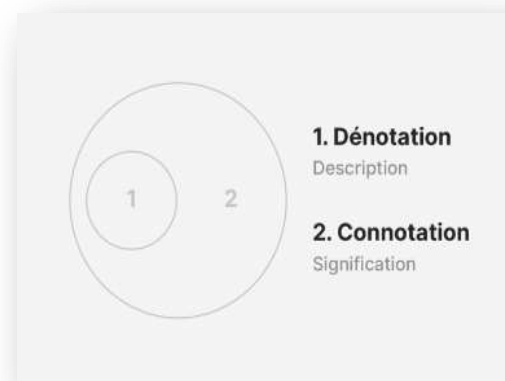 1
2
1. Dénotation
Description
2. Connotation
Signification